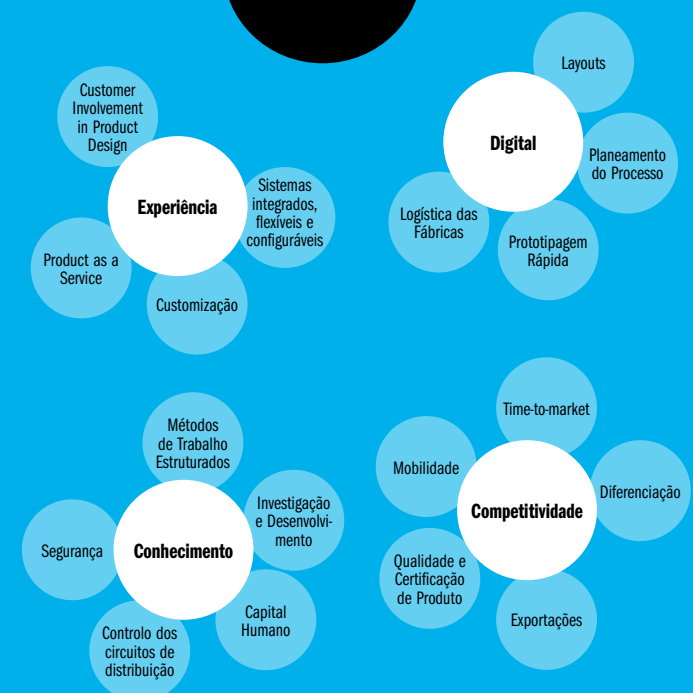 Customer
Involvement
in Product
Design
Experiência
Sistemas
integrados,
flexíveis e
configuráveis
Product as a
Service
Customização
Layouts
Digital
Planeamento
do Processo
Logística das
Fábricas
Prototipagem
Rápida
Métodos
de Trabalho
Estruturados
Investigação
e Desenvolvi-
mento
Segurança
Conhecimento
Capital
Humano
Controlo dos
circuitos de
distribuição
Time-to-market
Mobilidade
Diferenciação
Competitividade
Qualidade e
Certificação
de Produto
Exportações